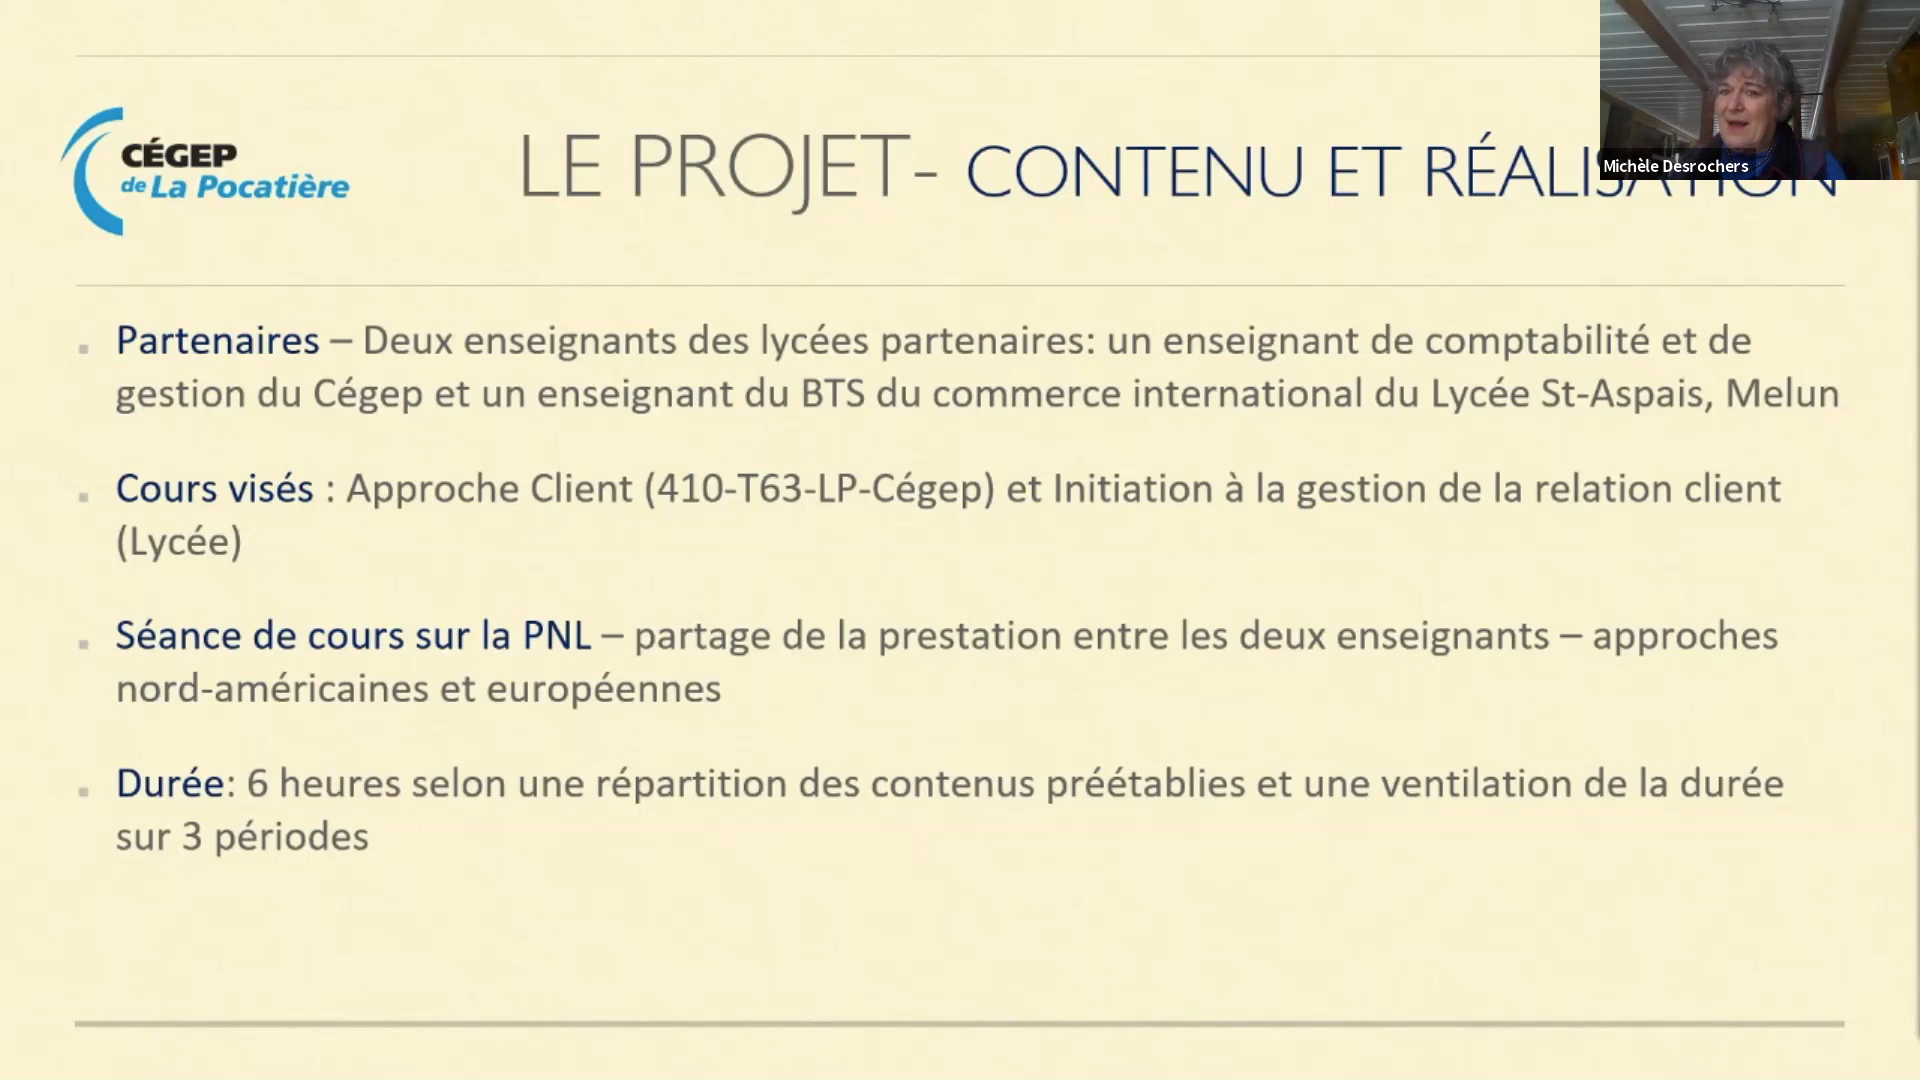 Michèle Desrochers
CÉGEP
de La Pocatière
LE PROJET- CONTENU ET RÉALISATION
Partenaires – Deux enseignants des lycées partenaires: un enseignant de comptabilité et de
gestion du Cégep et un enseignant du BTS du commerce international du Lycée St-Aspais, Melun
Cours visés : Approche Client (410-T63-LP-Cégep) et Initiation à la gestion de la relation client
(Lycée)
Séance de cours sur la PNL – partage de la prestation entre les deux enseignants – approches
nord-américaines et européennes
Durée: 6 heures selon une répartition des contenus préétablies et une ventilation de la durée
sur 3 périodes